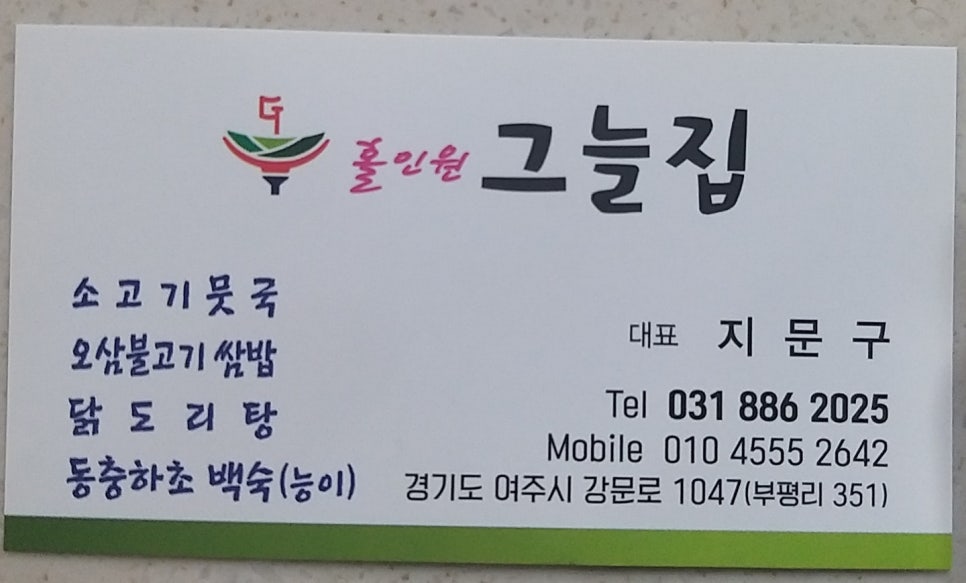 홀인원 그늘집
소고기뭇국
오삼불고기 쌈밥
닭도리탕
동충하초 백숙(능이)
대표 지문구
Tel 031 886 2025
Mobile 010 4555 2642
경기도 여주시 강문로 1047(부평리 351)